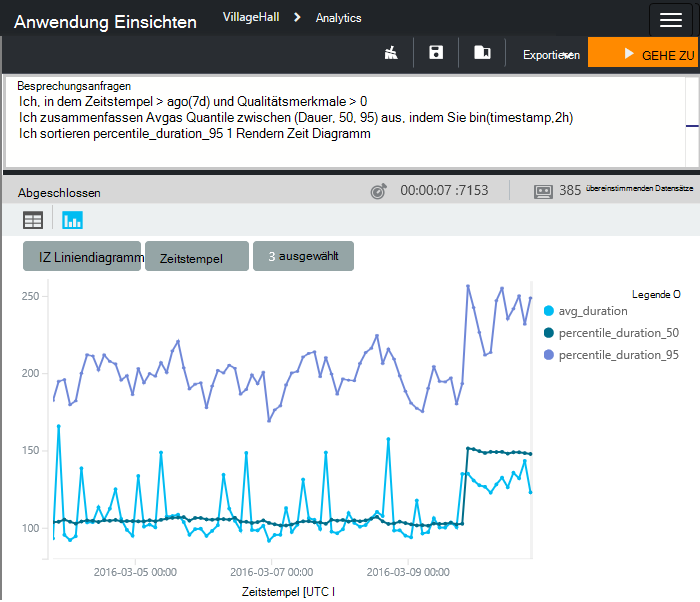 Anwendung Einsichten VillageHall Analytics
Exportieren GEHE ZU
Besprechungsanfragen
Ich, in dem Zeitstempel > ago(7d) und Qualitätsmerkmale > 0
Ich zusammenfassen Avgas Quantile zwischen (Dauer, 50, 95) aus, indem Sie bin(timestamp,2h)
Ich sortieren percentile_duration_95 1 Rendern Zeit Diagramm
Abgeschlossen 00:00:07 :7153 385 übereinstimmenden Datensätze
IZ Liniendiagramm Zeitstempel 3 ausgewählt
Legende O
avg_duration
percentile_duration_50
percentile_duration_95
250
200
150
100
2016-03-05 00:00 2016-03-07 00:00 2016-03-09 00:00
Zeitstempel [UTC I